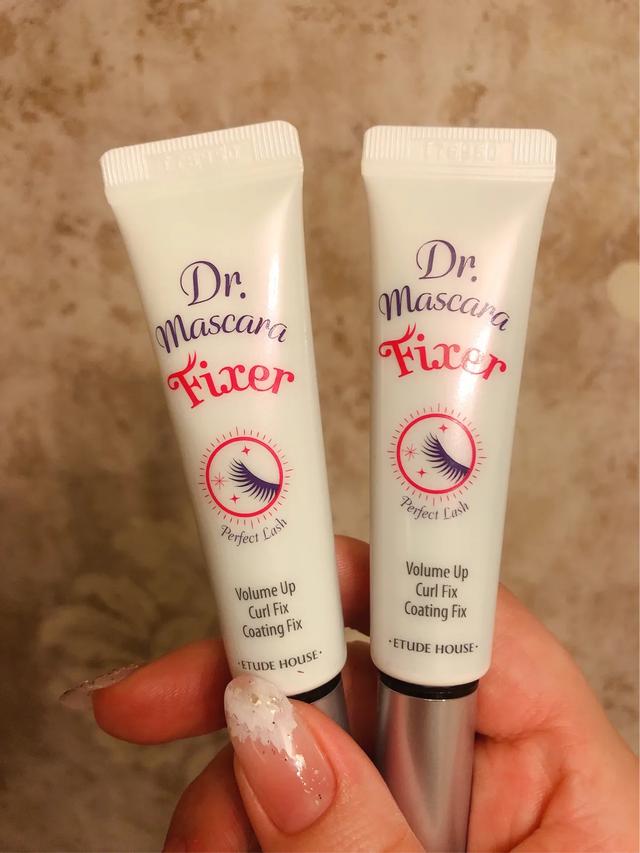 Dr.
Mascara
Fixer
Perfect Lash
Volume Up
Curl Fix
Coating Fix
·ETUDE HOUSE·
Dr.
Mascara
Fixer
Perfect Lash
Volume Up
Curl Fix
Coating Fix
·ETUDE HOUSE·